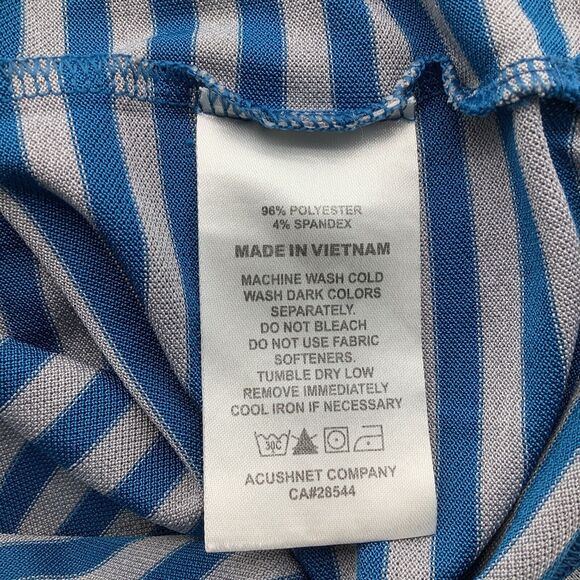 96% POLYESTER
4% SPANDEX
MADE IN VIETNAM
MACHINE WASH COLD
WASH DARK COLORS
SEPARATELY.
DO NOT BLEACH
DO NOT USE FABRIC
SOFTENERS.
TUMBLE DRY LOW
REMOVE IMMEDIATELY
COOL IRON IF NECESSARY
30C
ACUSHNET COMPANY
CA#28544